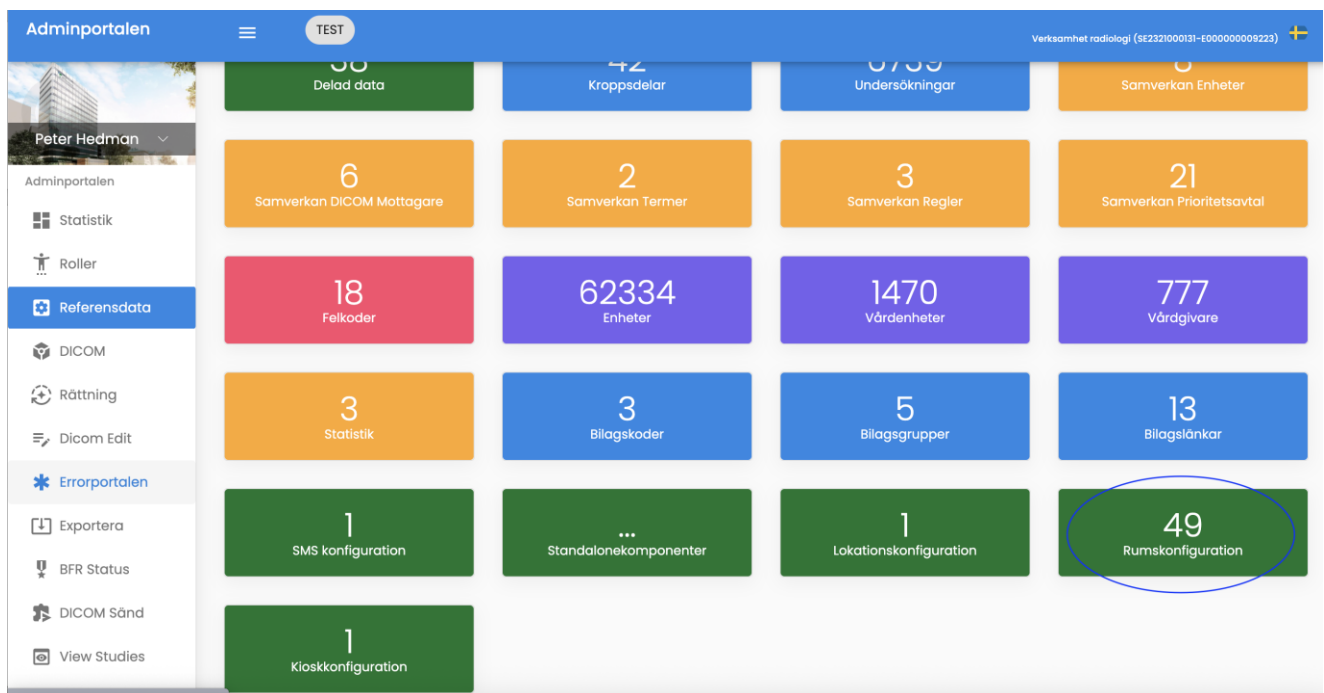 Adminportalen
TEST
Verksamhet radiologi (SE2321000131-E000000009223)
Peter Hedman
Adminportalen
Statistik
Roller
Referensdata
DICOM
Rättning
Dicom Edit
Errorportalen
Exportera
BFR Status
DICOM Sänd
View Studies
Delad data
Kroppsdelar
Undersökningar
Samverkan Enheter
6
Samverkan DICOM Mottagare
2
Samverkan Termer
3
Samverkan Regler
21
Samverkan Prioritetsavtal
18
Felkoder
62334
Enheter
1470
Vårdenheter
777
Vårdgivare
3
Statistik
3
Bilagskoder
5
Bilagsgrupper
13
Bilagslänkar
1
SMS konfiguration
...
Standalonekomponenter
1
Lokationskonfiguration
49
Rumskonfiguration
1
Kioskkonfiguration